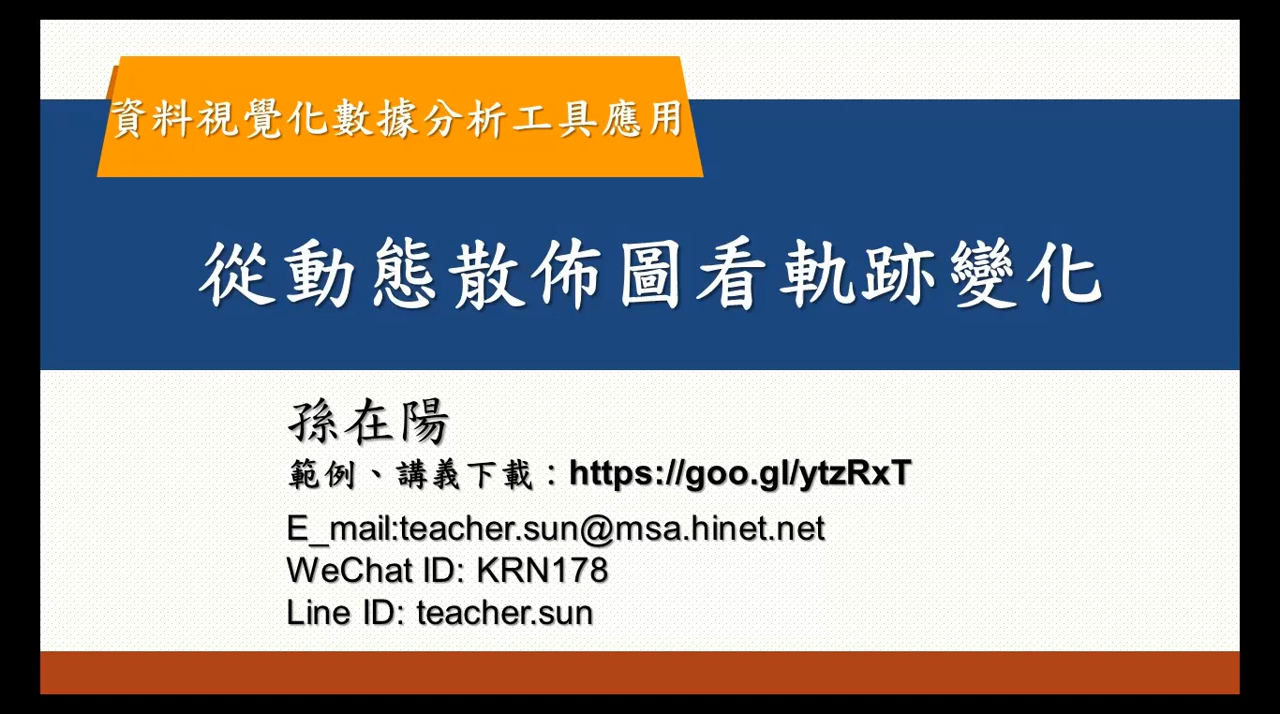 資料視覺化數據分析工具應用
從動態散佈圖看軌跡變化
孫在陽
範例、講義下載：https://goo.gl/ytzRxT
E_mail:teacher.sun@msa.hinet.net
WeChat ID: KRN178
Line ID: teacher.sun